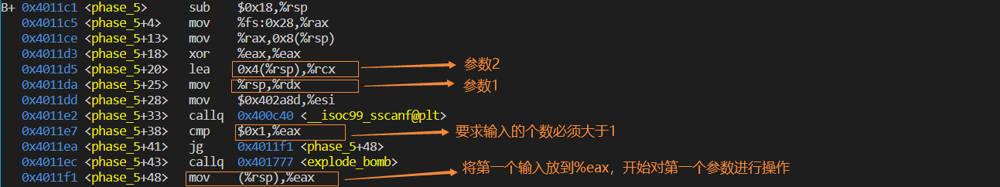 B+ 0x4011c1 <phase_5> sub $0x18,%rsp
0x4011c5 <phase_5+4> mov %fs:0x28,%rax
0x4011ce <phase_5+13> mov %rax,0x8(%rsp)
0x4011d3 <phase_5+18> xor %eax,%eax
0x4011d5 <phase_5+20> lea 0x4(%rsp),%rcx 参数2
0x4011da <phase_5+25> mov %rsp,%rdx 参数1
0x4011dd <phase_5+28> mov $0x402a8d,%esi
0x4011e2 <phase_5+33> callq 0x400c40 <__isoc99_sscanf@plt>
0x4011e7 <phase_5+38> cmp $0x1,%eax 要求输入的个数必须大于1
0x4011ea <phase_5+41> jg 0x4011f1 <phase_5+48>
0x4011ec <phase_5+43> callq 0x401777 <explode_bomb>
0x4011f1 <phase_5+48> mov (%rsp),%eax 将第一个输入放到%eax，开始对第一个参数进行操作